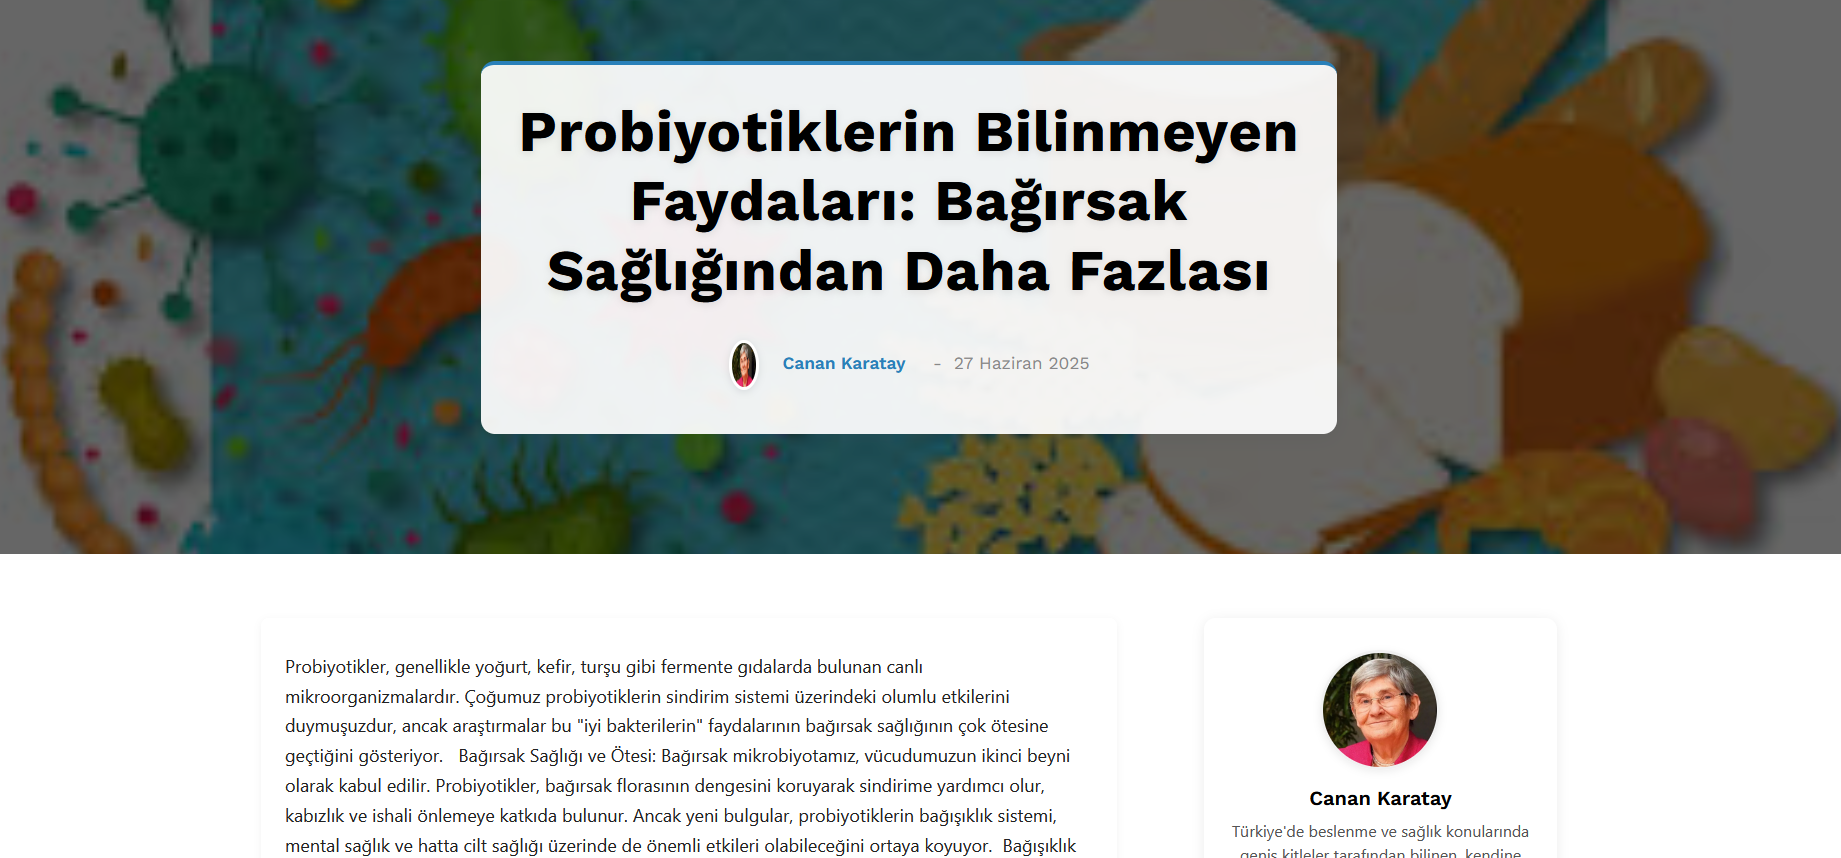 Probiyotiklerin Bilinmeyen
Faydaları: Bağırsak
Sağlığından Daha Fazlası
Canan Karatay - 27 Haziran 2025
Probiyotikler, genellikle yoğurt, kefir, turşu gibi fermente gıdalarda bulunan canlı
mikroorganizmalardır. Çoğumuz probiyotiklerin sindirim sistemi üzerindeki olumlu etkilerini
duymuşuzdur, ancak araştırmalar bu "iyi bakterilerin" faydalarının bağırsak sağlığının çok ötesine
geçtiğini gösteriyor.   Bağırsak Sağlığı ve Ötesi: Bağırsak mikrobiyotamız, vücudumuzun ikinci beyni
olarak kabul edilir. Probiyotikler, bağırsak florasının dengesini koruyarak sindirime yardımcı olur,
kabızlık ve ishali önlemeye katkıda bulunur. Ancak yeni bulgular, probiyotiklerin bağışıklık sistemi,
mental sağlık ve hatta cilt sağlığı üzerinde de önemli etkileri olabileceğini ortaya koyuyor.  Bağışıklık
Canan Karatay
Türkiye'de beslenme ve sağlık konularında
geniş kitleler tarafından bilinen, kendine